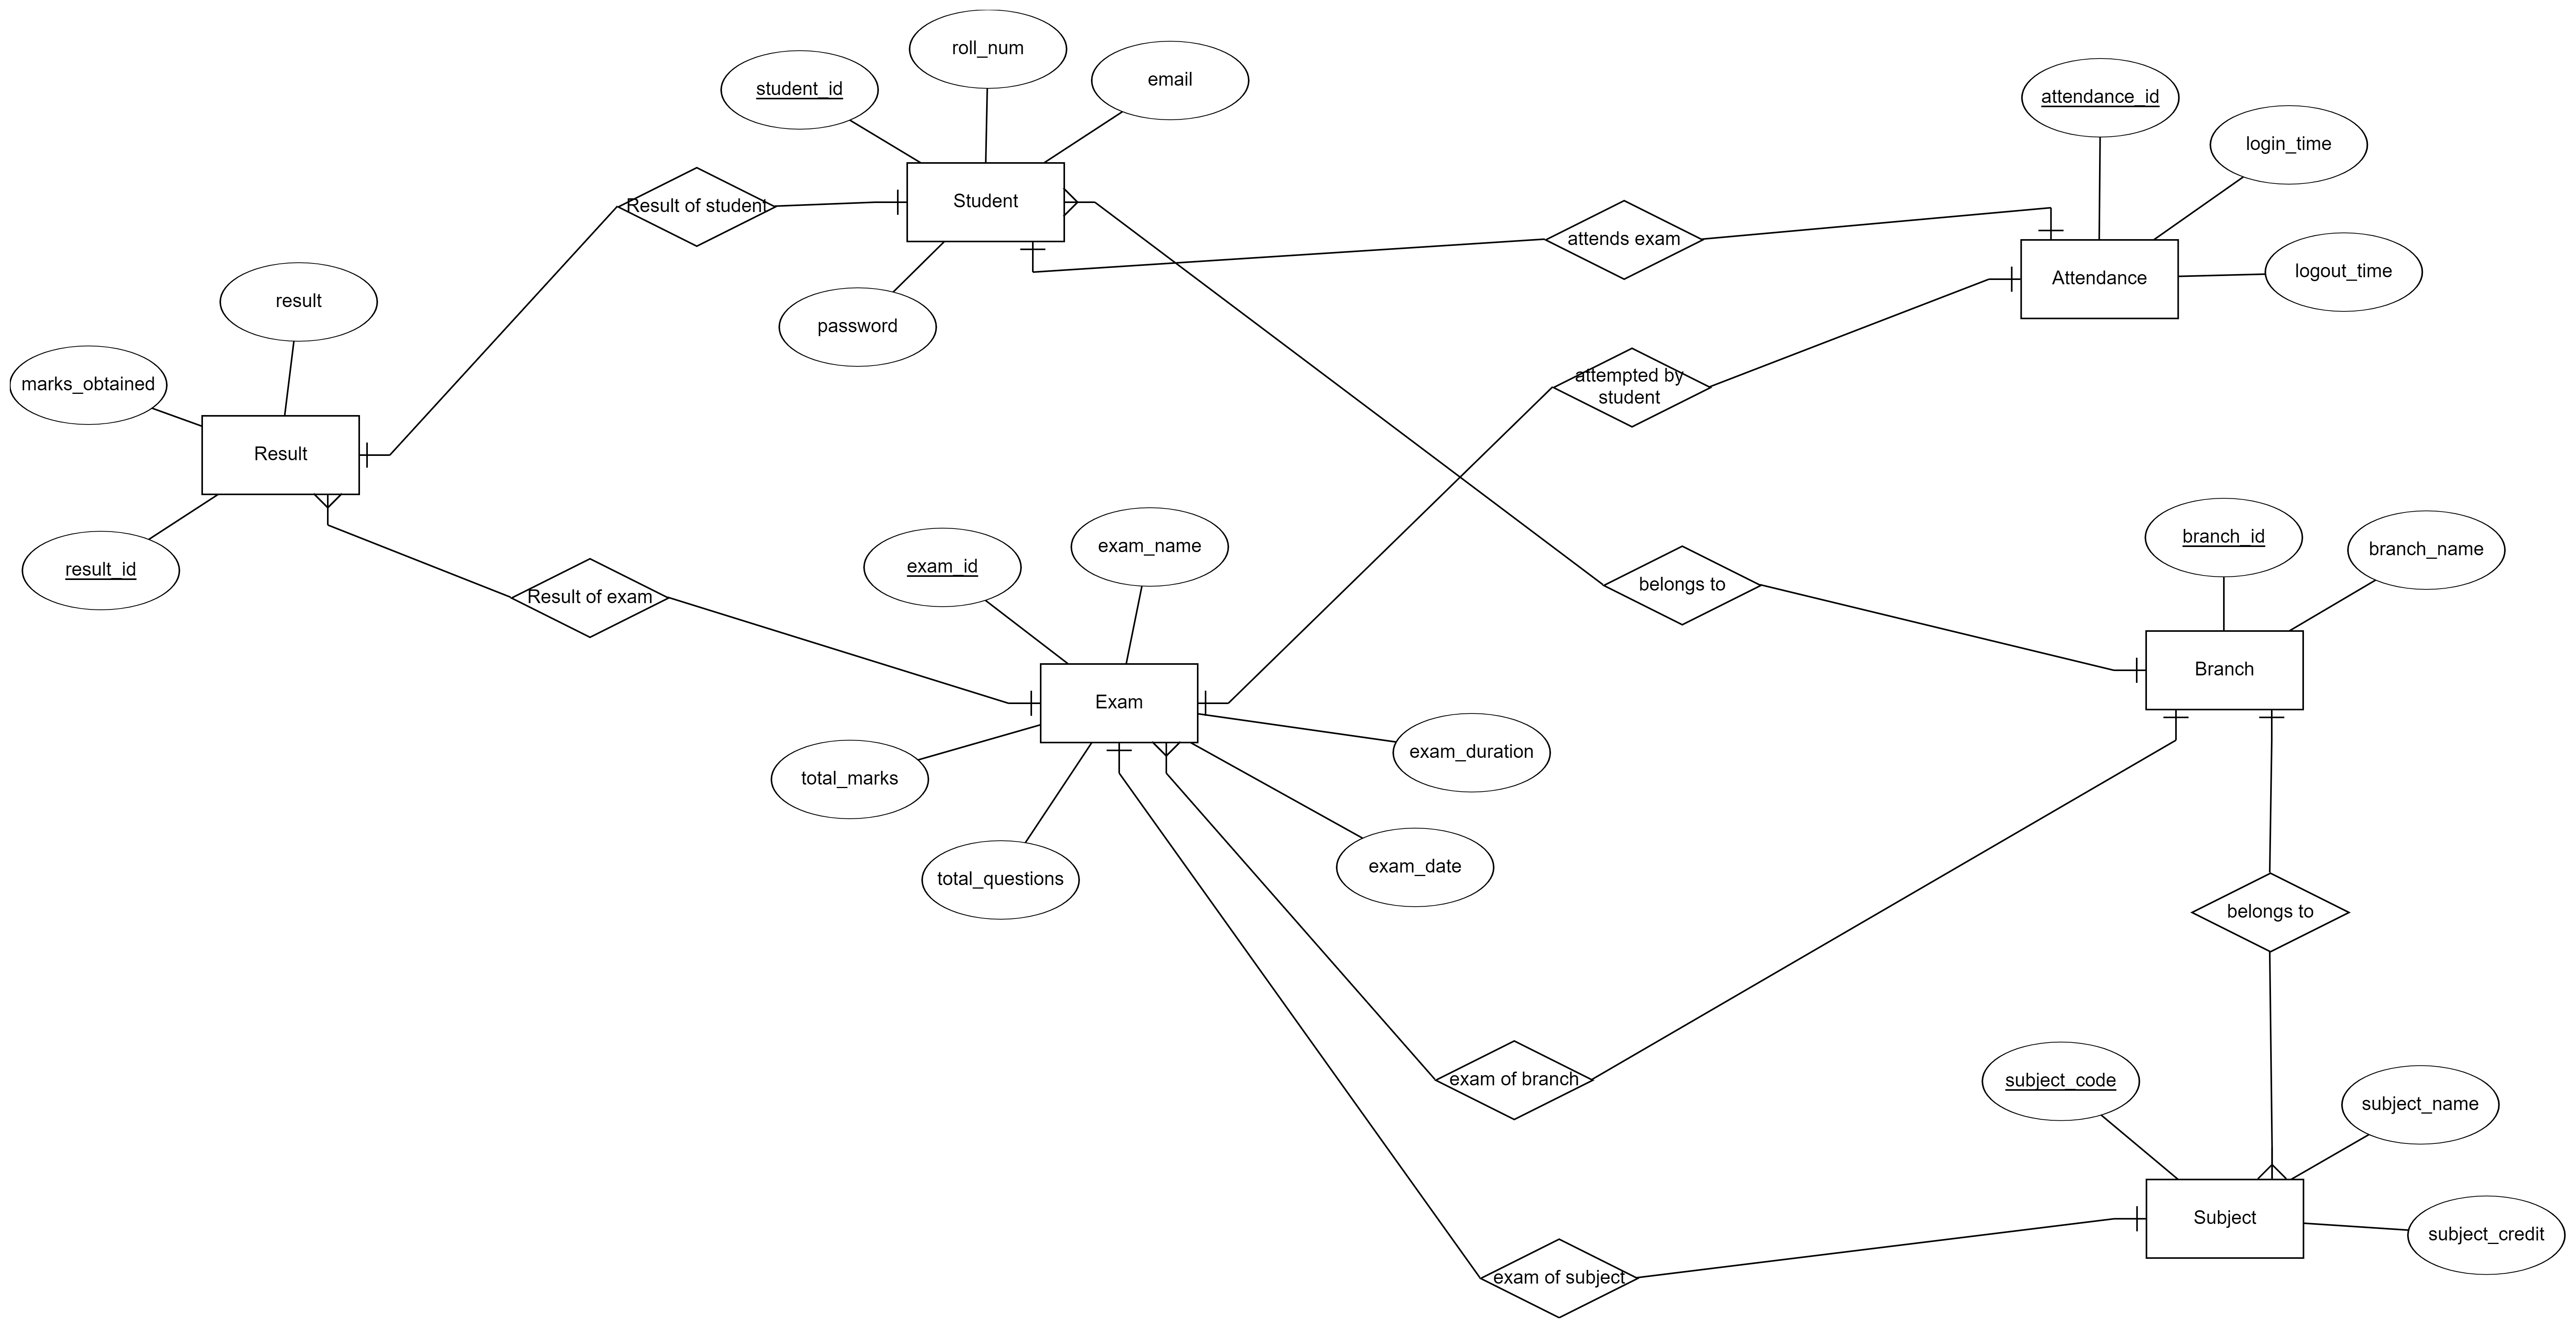 roll_num
email
student_id
attendance_id
login_time
Result of student
Student
attends exam
Attendance
logout_time
result
password
marks_obtained
attempted by
student
Result
result_id
exam_id
exam_name
Result of exam
belongs to
branch_id
branch_name
Exam
Branch
total_marks
exam_duration
total_questions
exam_date
belongs to
exam of branch
subject_code
subject_name
Subject
subject_credit
exam of subject